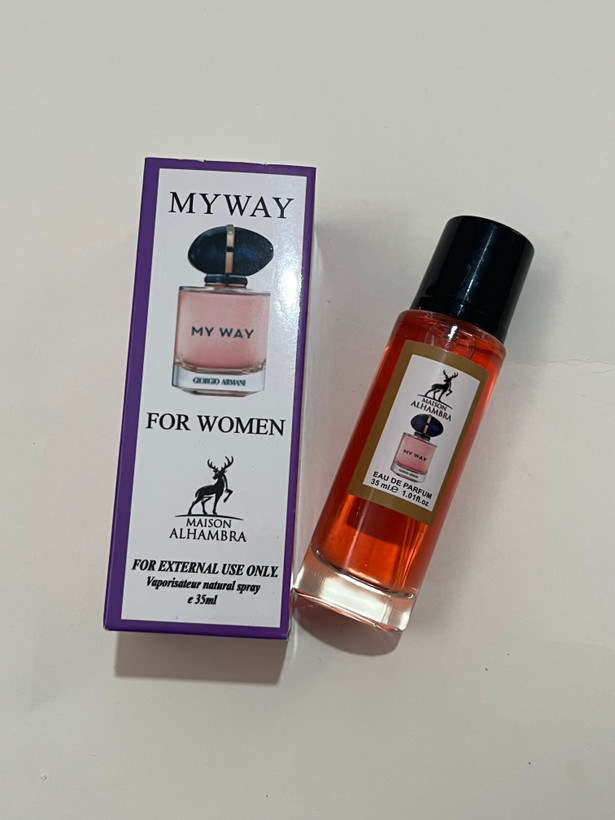 MYWAY
MY WAY
GIORGIO ARMANI
FOR WOMEN
MAISON
ALHAMBRA
FOR EXTERNAL USE ONLY.
Vaporisateur natural spray
e 35ml
MAISON
ALHAMBRA
MY WAY
EAU DE PARFUM
35 ml.e 1.01fl.oz